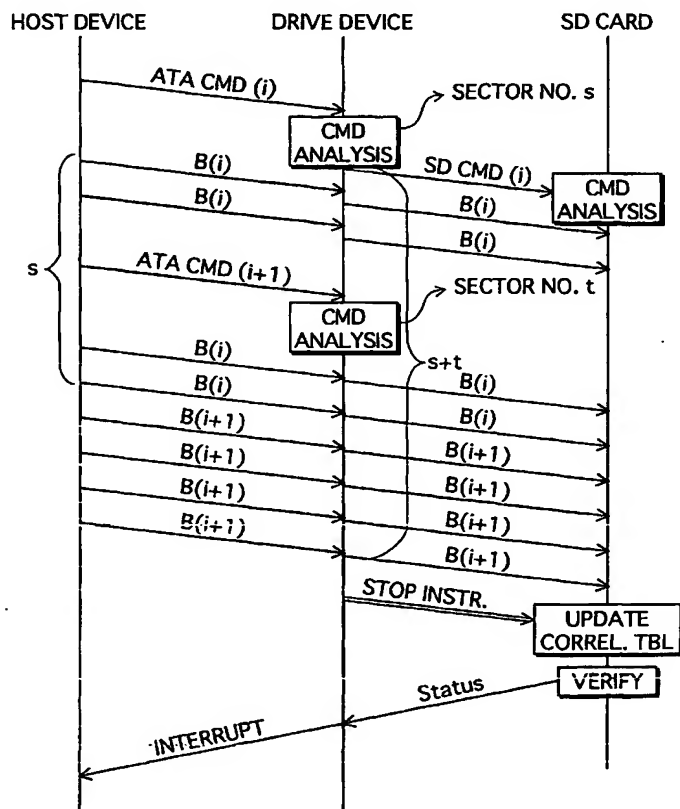 HOST DEVICE DRIVE DEVICE SD CARD
ATA CMD (i)
SECTOR NO. s
CMD
ANALYSIS
B(i)
SD CMD (i)
CMD
ANALYSIS
B(i)
B(i)
B(i)
s
ATA CMD (i+1)
SECTOR NO. t
CMD
ANALYSIS
s+t
B(i)
B(i)
B(i)
B(i)
B(i+1)
B(i+1)
B(i+1)
B(i+1)
B(i+1)
B(i+1)
B(i+1)
B(i+1)
STOP INSTR.
UPDATE
CORREL. TBL
VERIFY
Status
INTERRUPT